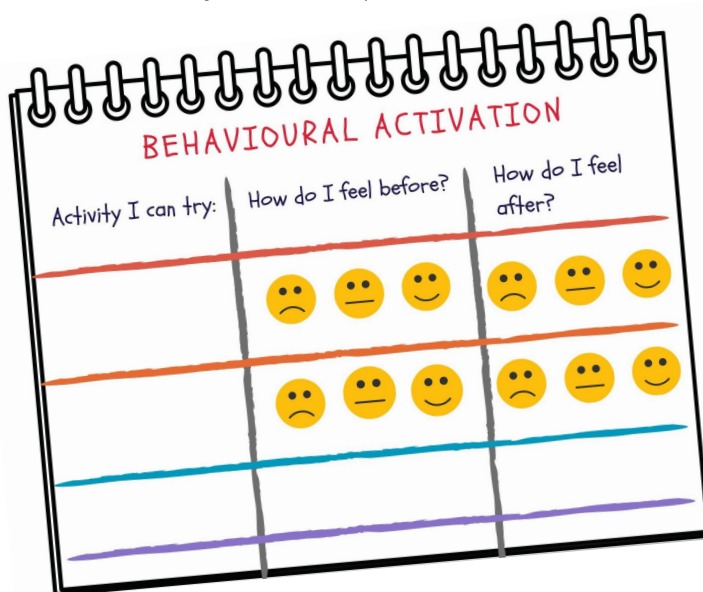 BEHAVIOURAL ACTIVATION
Activity I can try:
How do I feel before?
How do I feel
after?